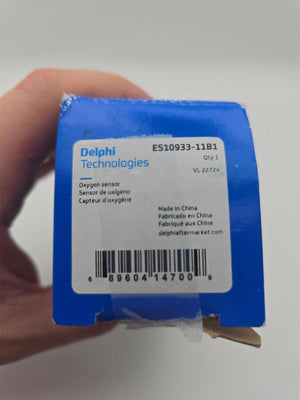 Delphi
Technologies
ES10933-11B1
Qty 1
VL 22724
Oxygen sensor
Sensor de oxígeno
Capteur d'oxygène
Made in China
Fabricado en China
Fabriqué aux Chine
delphiaftermarket.com
6 89604 14700 9